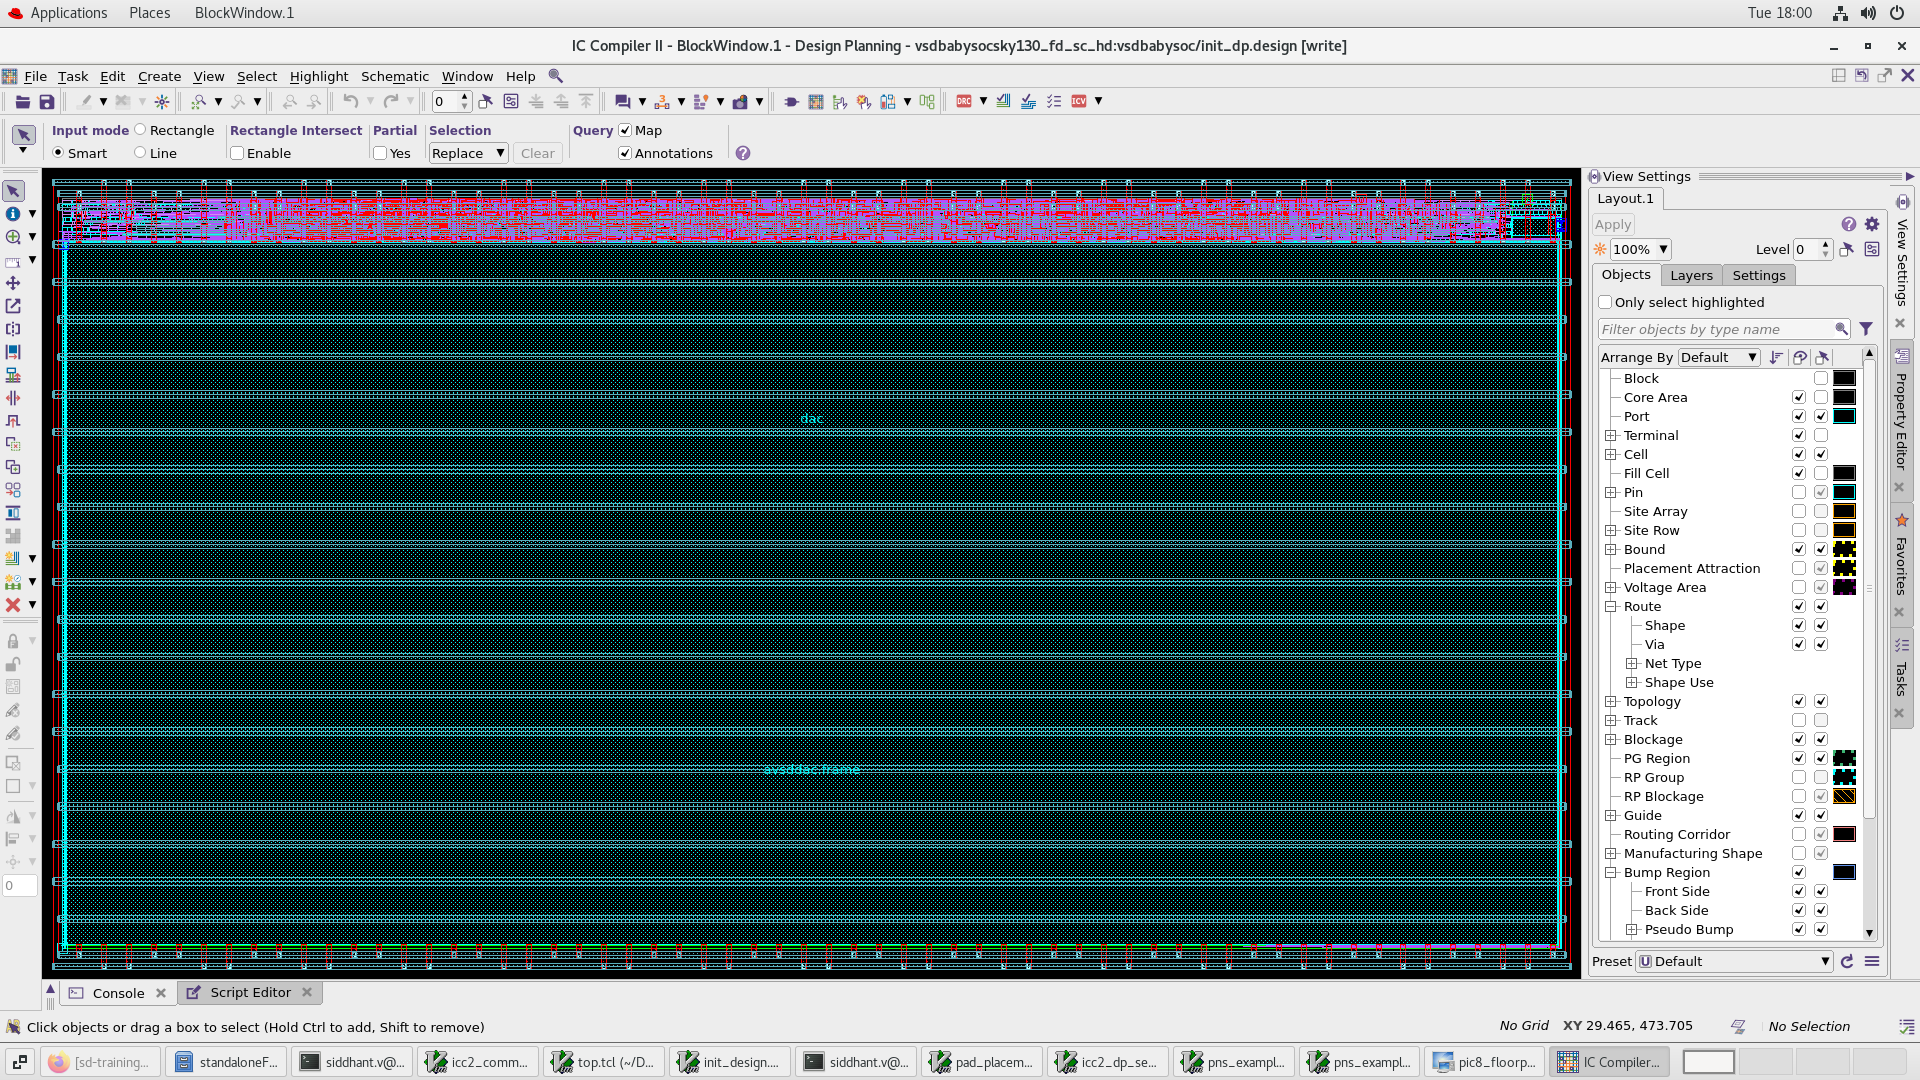 Applications Places BlockWindow.1 Tue 18:00
IC Compiler II - BlockWindow.1 - Design Planning - vsdbabysocsky130_fd_sc_hd:vsdbabysoc/init_dp.design [write]
File Task Edit Create View Select Highlight Schematic Window Help
0
DRC ICV
Input mode Rectangle Rectangle Intersect Partial Selection Query Map
Smart Line Enable Yes Replace Clear Annotations
View Settings
Layout.1
Apply
100% Level 0
Objects Layers Settings
Only select highlighted
Filter objects by type name
Arrange By Default
Block
Core Area
Port
Terminal
Cell
Fill Cell
Pin
Site Array
Site Row
Bound
Placement Attraction
Voltage Area
Route
Shape
Via
Net Type
Shape Use
Topology
Track
Blockage
PG Region
RP Group
RP Blockage
Guide
Routing Corridor
Manufacturing Shape
Bump Region
Front Side
Back Side
Pseudo Bump
Preset U Default
View Settings
Property Editor
Favorites
Tasks
dac
avsddac.frame
0
Console Script Editor
Click objects or drag a box to select (Hold Ctrl to add, Shift to remove) No Grid XY 29.465, 473.705 No Selection
[sd-training... standaloneF... siddhant.v@... icc2_comm... top.tcl (~/D... init_design.... siddhant.v@... pad_placem... icc2_dp_se... pns_exampl... pns_exampl... pic8_floorp... IC Compiler...